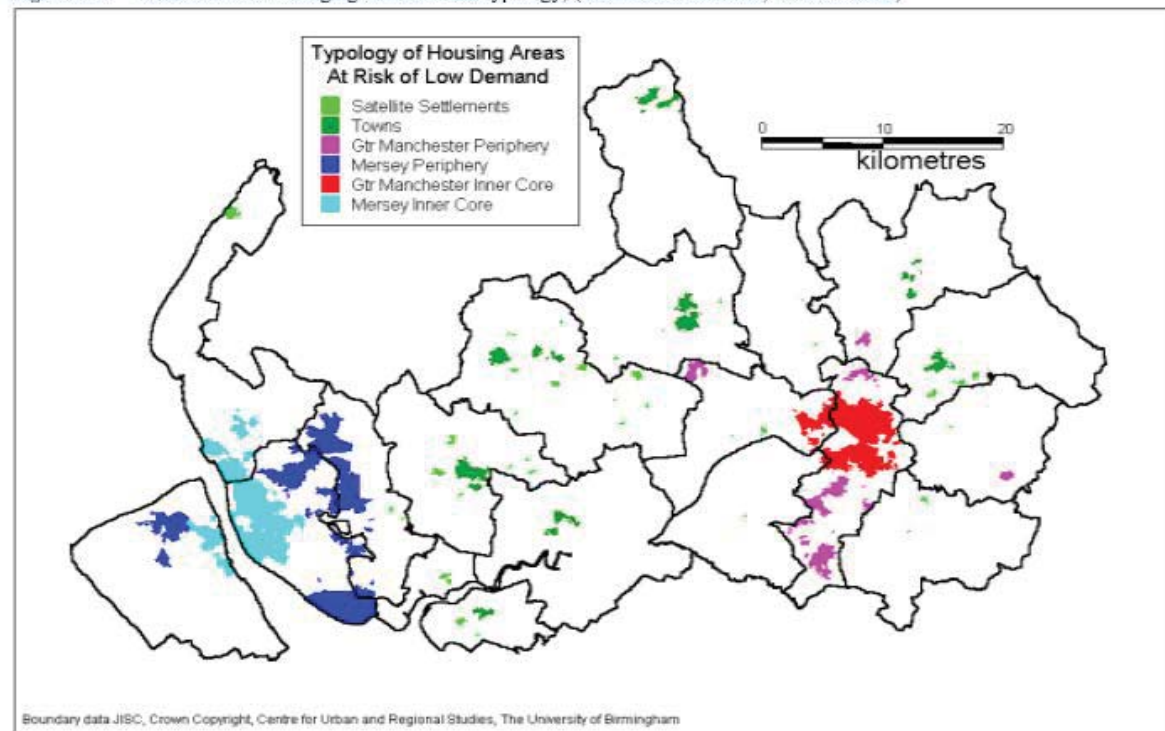 Typology of Housing Areas
At Risk of Low Demand
Satellite Settlements
Towns
Gtr Manchester Periphery
Mersey Periphery
Gtr Manchester Inner Core
Mersey Inner Core
0 10 20
kilometres
Boundary data JISC, Crown Copyright, Centre for Urban and Regional Studies, The University of Birmingham